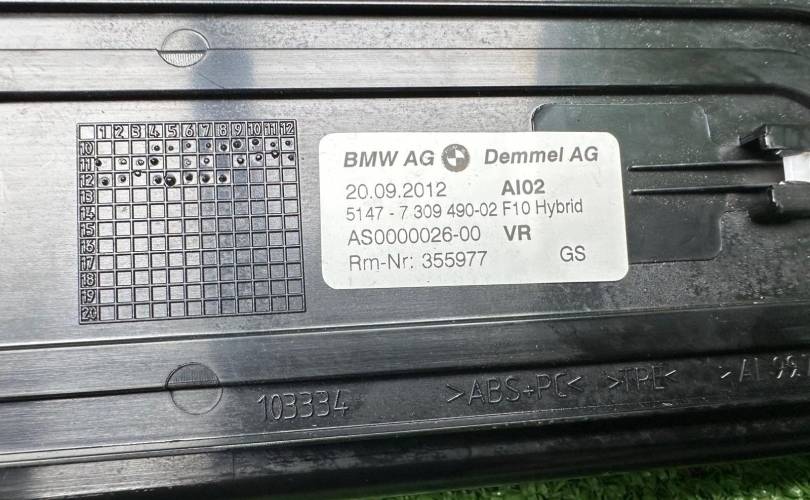 1 2 3 4 5 6 7 8 9 10 11 12
10
11
12
13
14
15
16
17
18
19
20
BMW AG Demmel AG
20.09.2012 AI02
5147 - 7 309 490-02 F10 Hybrid
AS0000026-00 VR
Rm-Nr: 355977 GS
103334 >ABS+PC< >TPE< >Al 99